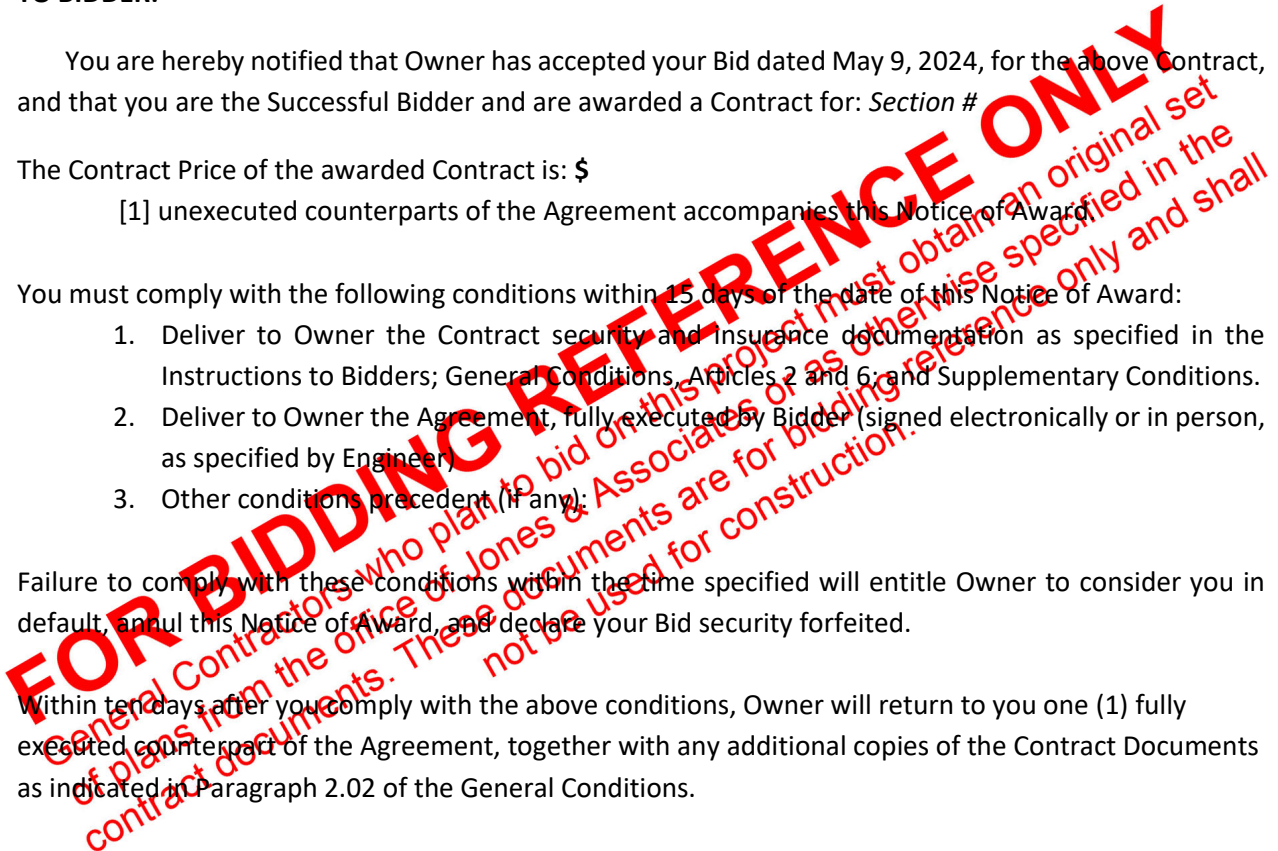 TO BIDDER:
You are hereby notified that Owner has accepted your Bid dated May 9, 2024, for the above Contract,
and that you are the Successful Bidder and are awarded a Contract for: Section #
The Contract Price of the awarded Contract is: $
[1] unexecuted counterparts of the Agreement accompanies this Notice of Award.
You must comply with the following conditions within 15 days of the date of this Notice of Award:
1. Deliver to Owner the Contract security and insurance documentation as specified in the
Instructions to Bidders; General Conditions, Articles 2 and 6; and Supplementary Conditions.
2. Deliver to Owner the Agreement, fully executed by Bidder (signed electronically or in person,
as specified by Engineer)
3. Other conditions precedent (if any):
Failure to comply with these conditions within the time specified will entitle Owner to consider you in
default, annul this Notice of Award, and declare your Bid security forfeited.
Within ten days after you comply with the above conditions, Owner will return to you one (1) fully
executed counterpart of the Agreement, together with any additional copies of the Contract Documents
as indicated in Paragraph 2.02 of the General Conditions.
FOR BIDDING REFERENCE ONLY
General Contractors who plan to bid on this project must obtain an original set
of plans from the office of Jones & Associates or as otherwise specified in the
contract documents. These documents are for bidding reference only and shall
not be used for construction.